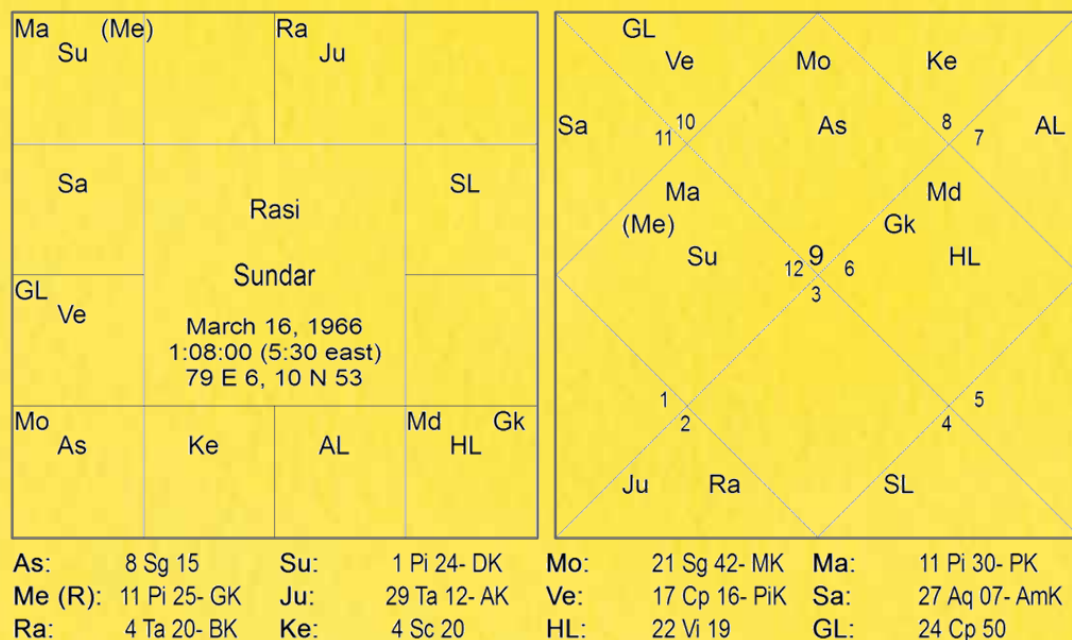 Ma (Me) Ra
Su Ju
Sa SL
Rasi
Sundar
GL
Ve
March 16, 1966
1:08:00 (5:30 east)
79 E 6, 10 N 53
Mo Md Gk
As Ke AL HL
GL
Ve Mo Ke
Sa 11 10 As 8 7 AL
Ma Md
(Me) Gk
Su 12 9 6 HL
3
1 5
2 4
Ju Ra SL
As: 8 Sg 15 Su: 1 Pi 24- DK Mo: 21 Sg 42- MK Ma: 11 Pi 30- PK
Me (R): 11 Pi 25- GK Ju: 29 Ta 12- AK Ve: 17 Cp 16- PiK Sa: 27 Aq 07- AmK
Ra: 4 Ta 20- BK Ke: 4 Sc 20 HL: 22 Vi 19 GL: 24 Cp 50